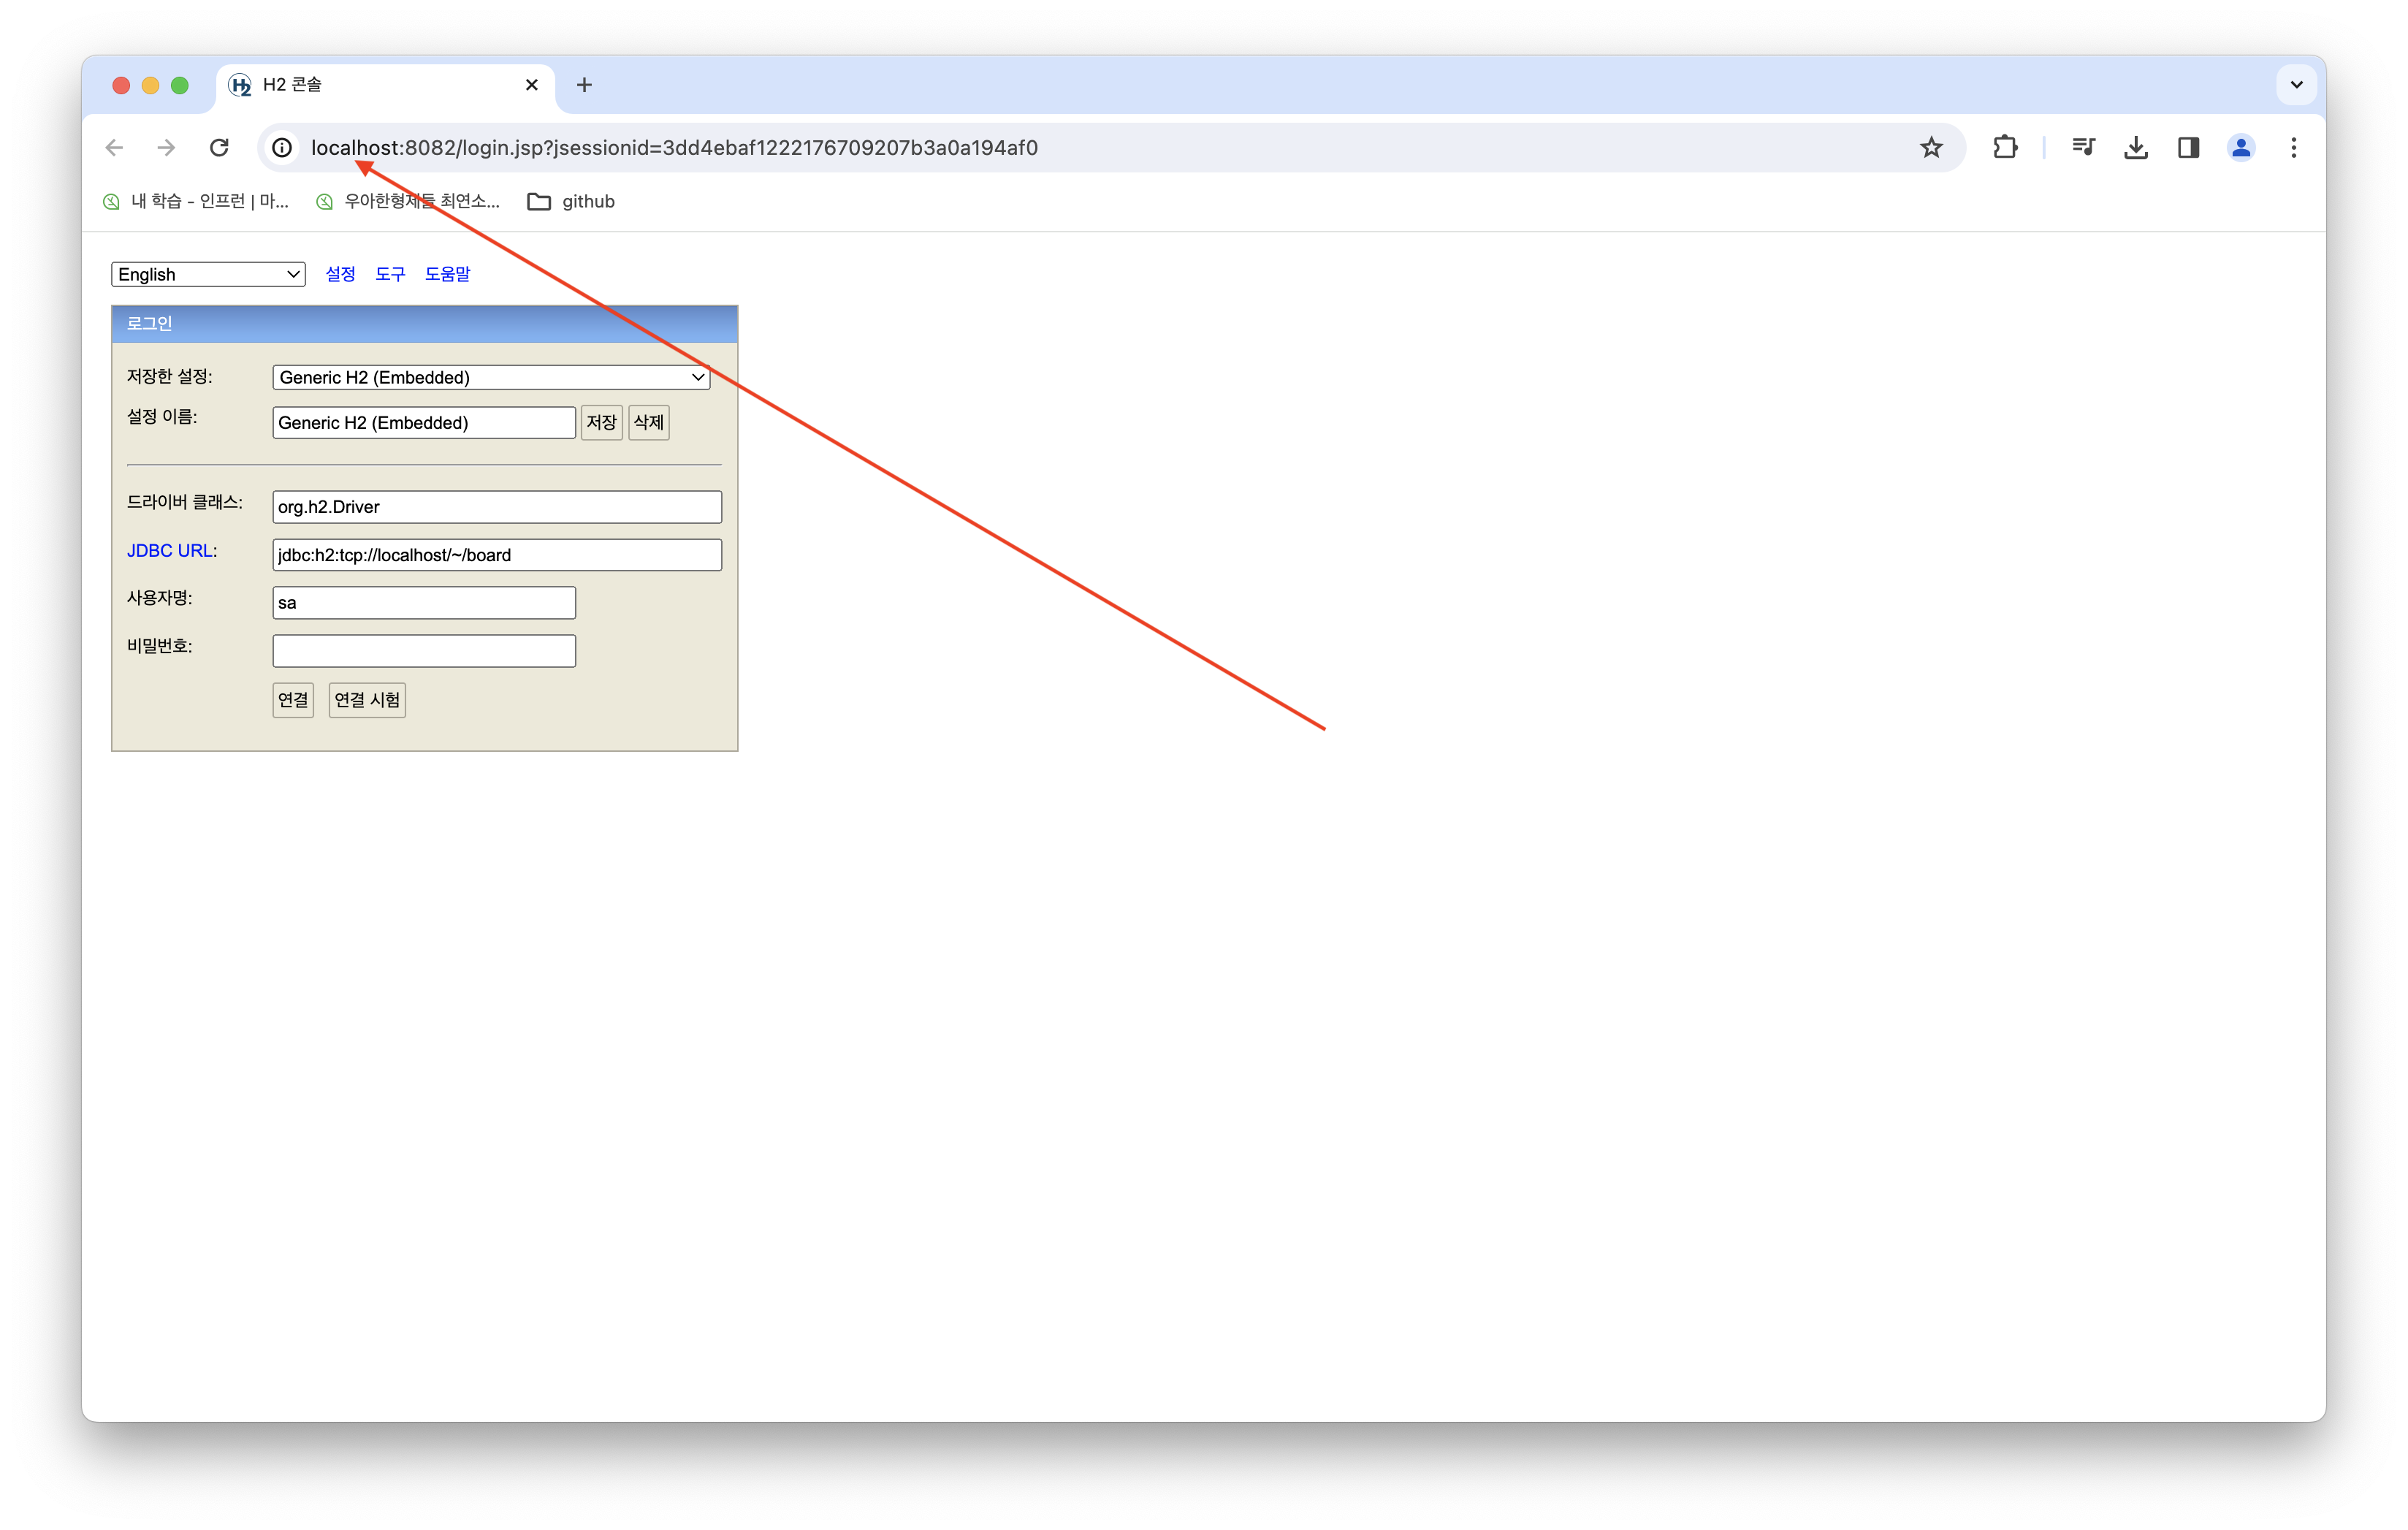 H2 콘솔
localhost:8082/login.jsp?jsessionid=3dd4ebaf1222176709207b3a0a194af0
내 학습 - 인프런 | 마... 우아한형제들 최연소... github
English 설정 도구 도움말
로그인
저장한 설정: Generic H2 (Embedded)
설정 이름: Generic H2 (Embedded) 저장 삭제
드라이버 클래스: org.h2.Driver
JDBC URL: jdbc:h2:tcp://localhost/~/board
사용자명: sa
비밀번호:
연결 연결 시험